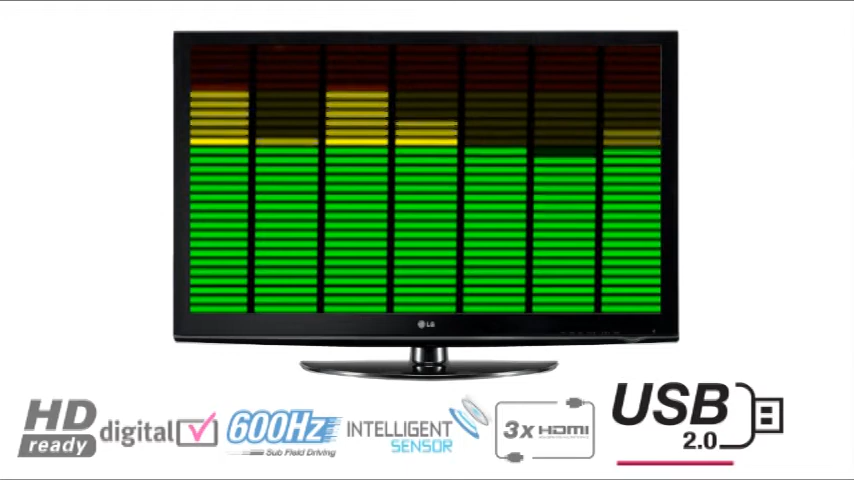 LG
HD
ready
digital
600Hz
Sub Field Driving
INTELLIGENT
SENSOR
3x HDMI
USB
2.0